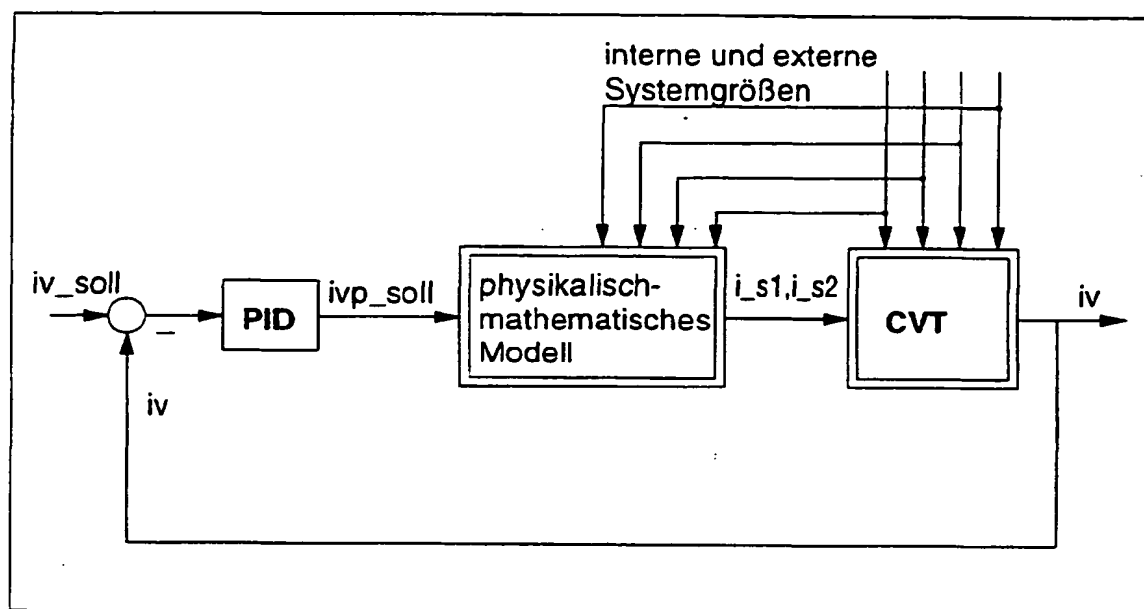 interne und externe
Systemgrößen
iv_soll
PID
ivp_soll
physikalisch-
mathematisches
Modell
i_s1,i_s2
CVT
iv
–
iv